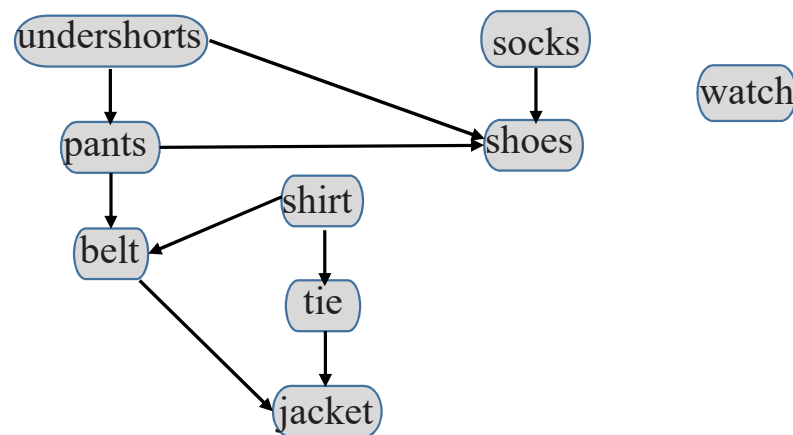 undershorts
socks
watch
pants
shoes
shirt
belt
tie
jacket